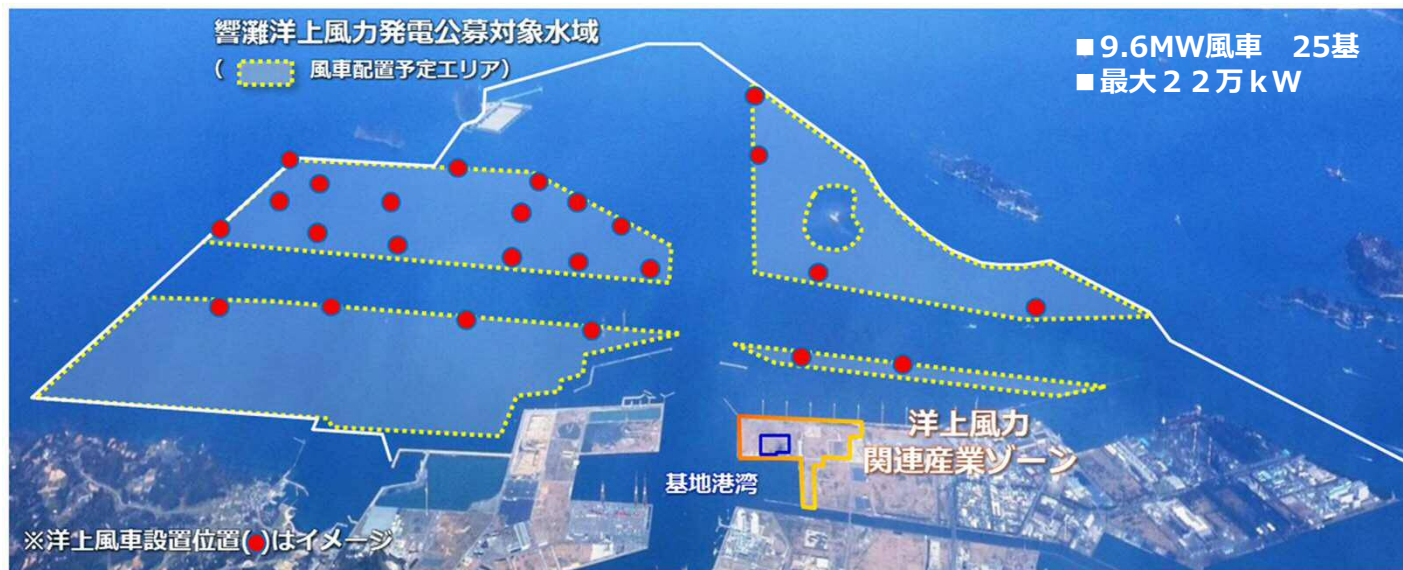 響灘洋上風力発電公募対象水域
( 風車配置予定エリア)
■9.6MW風車　25基
■最大２２万ｋＷ
洋上風力
関連産業ゾーン
基地港湾
※洋上風車設置位置( )はイメージ